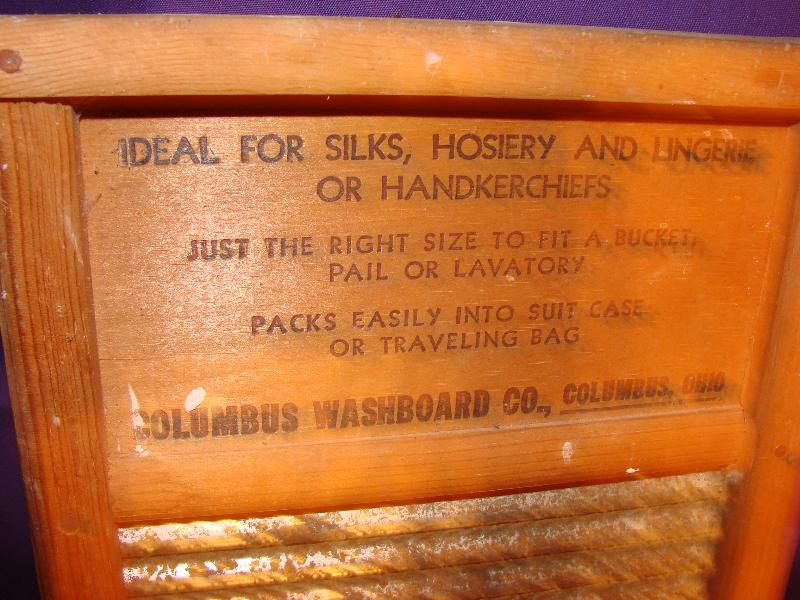 IDEAL FOR SILKS, HOSIERY AND LINGERIE
OR HANDKERCHIEFS
JUST THE RIGHT SIZE TO FIT A BUCKET,
PAIL OR LAVATORY
PACKS EASILY INTO SUIT CASE
OR TRAVELING BAG
COLUMBUS WASHBOARD CO., COLUMBUS, OHIO